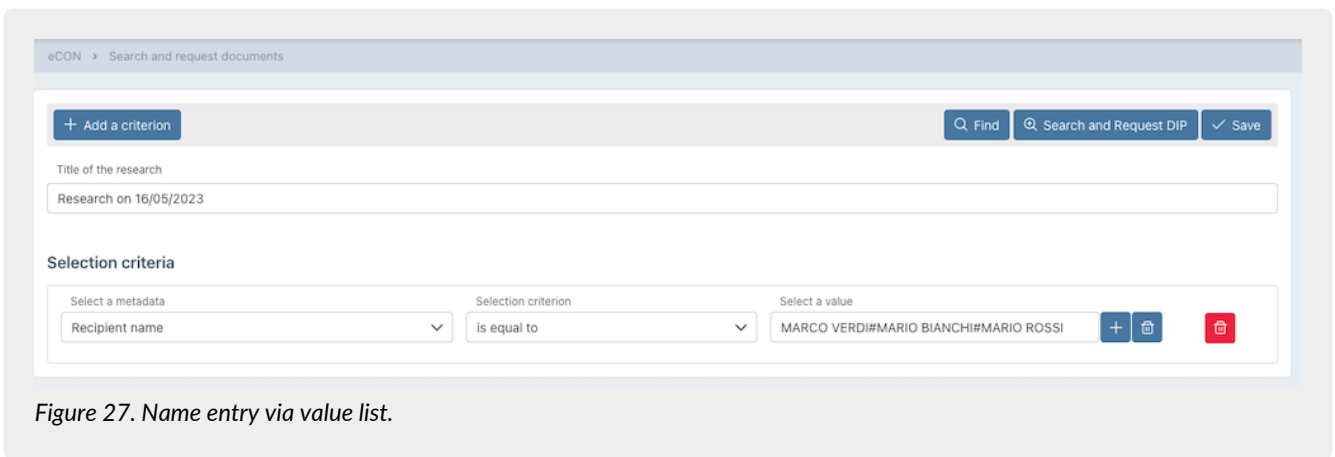 eCON > Search and request documents
+ Add a criterion
Find
Search and Request DIP
Save
Title of the research
Research on 16/05/2023
Selection criteria
Select a metadata
Selection criterion
Select a value
Recipient name
is equal to
MARCO VERDI#MARIO BIANCHI#MARIO ROSSI
Figure 27. Name entry via value list.